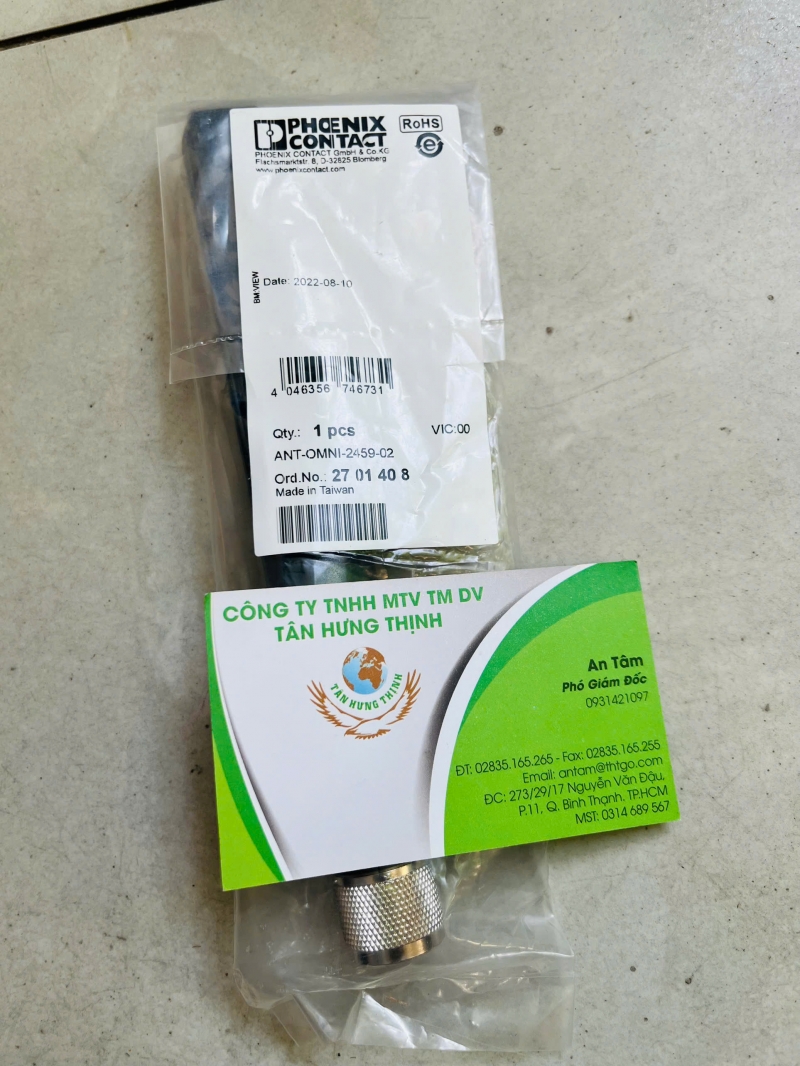 PHOENIX
CONTACT
RoHS
e
PHOENIX CONTACT GmbH & Co.KG
Flachsmarktstr. 8, D-32825 Blomberg
www.phoenixcontact.com
BM:VIEW
Date: 2022-08-10
4 046356 746731
Qty.: 1 pcs
VIC:00
ANT-OMNI-2459-02
Ord.No.: 27 01 40 8
Made in Taiwan
CÔNG TY TNHH MTV TM DV
TÂN HƯNG THỊNH
TAN HƯNG THỊNH
An Tâm
Phó Giám Đốc
0931421097
ĐT: 02835.165.265 - Fax: 02835.165.255
Email: antam@thtgo.com
ĐC: 273/29/17 Nguyễn Văn Đậu,
P.11, Q. Bình Thạnh. TP.HCM
MST: 0314 689 567